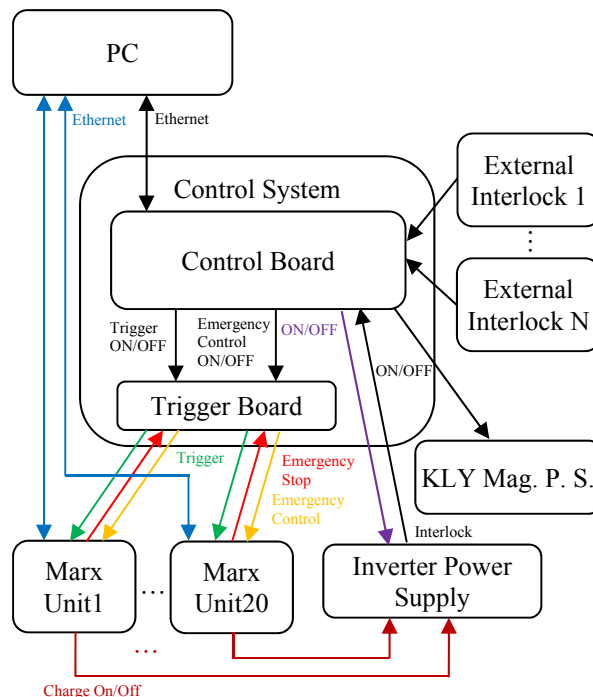 PC
Ethernet
Ethernet
Control System
External
Interlock 1
⋮
Control Board
External
Interlock N
Trigger
ON/OFF
Emergency
Control
ON/OFF
ON/OFF
ON/OFF
Trigger Board
Trigger
Emergency
Stop
Emergency
Control
KLY Mag. P. S.
Interlock
Marx
Unit1
…
Marx
Unit20
Inverter Power
Supply
…
Charge On/Off